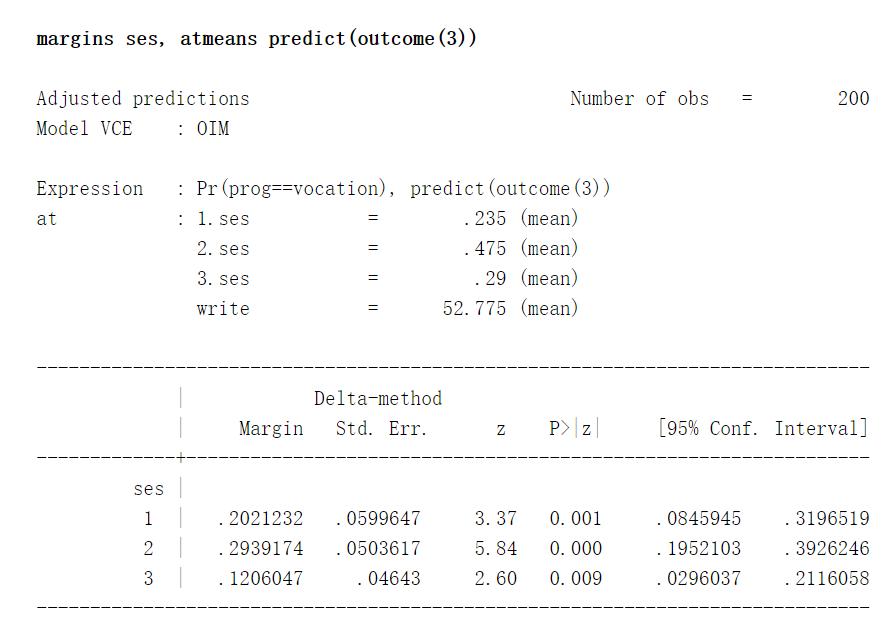 margins ses, atmeans predict(outcome(3))
Adjusted predictions                              Number of obs   =        200
Model VCE    : OIM
Expression   : Pr(prog==vocation), predict(outcome(3))
at           : 1.ses           =        .235 (mean)
               2.ses           =        .475 (mean)
               3.ses           =         .29 (mean)
               write           =      52.775 (mean)
------------------------------------------------------------------------------
             |            Delta-method
             |     Margin   Std. Err.      z    P>|z|     [95% Conf. Interval]
-------------+----------------------------------------------------------------
         ses |
          1  |   .2021232   .0599647     3.37   0.001     .0845945    .3196519
          2  |   .2939174   .0503617     5.84   0.000     .1952103    .3926246
          3  |   .1206047     .04643     2.60   0.009     .0296037    .2116058
------------------------------------------------------------------------------